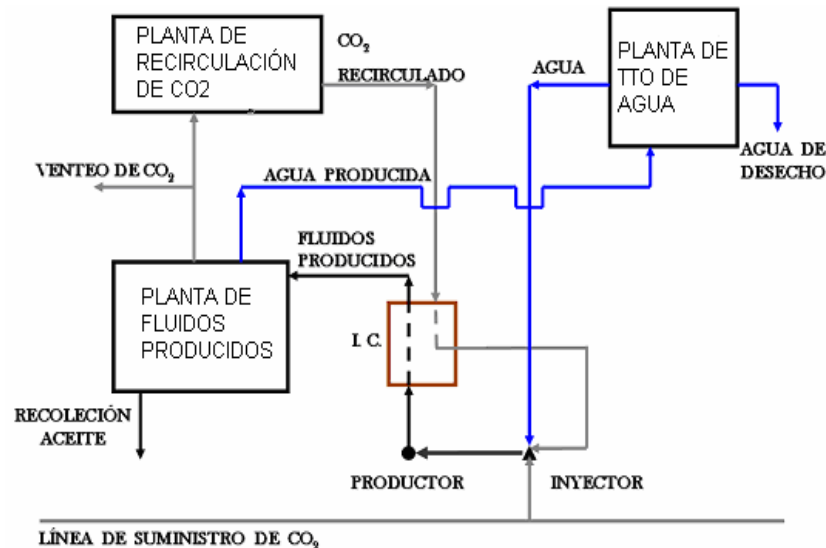 PLANTA DE
RECIRCULACIÓN
DE CO2
CO₂
RECIRCULADO
AGUA
PLANTA DE
TTO DE
AGUA
AGUA DE
DESECHO
VENTEO DE CO₂
AGUA PRODUCIDA
FLUIDOS
PRODUCIDOS
PLANTA DE
FLUIDOS
PRODUCIDOS
I. C.
RECOLECIÓN
ACEITE
PRODUCTOR
INYECTOR
LÍNEA DE SUMINISTRO DE CO₂